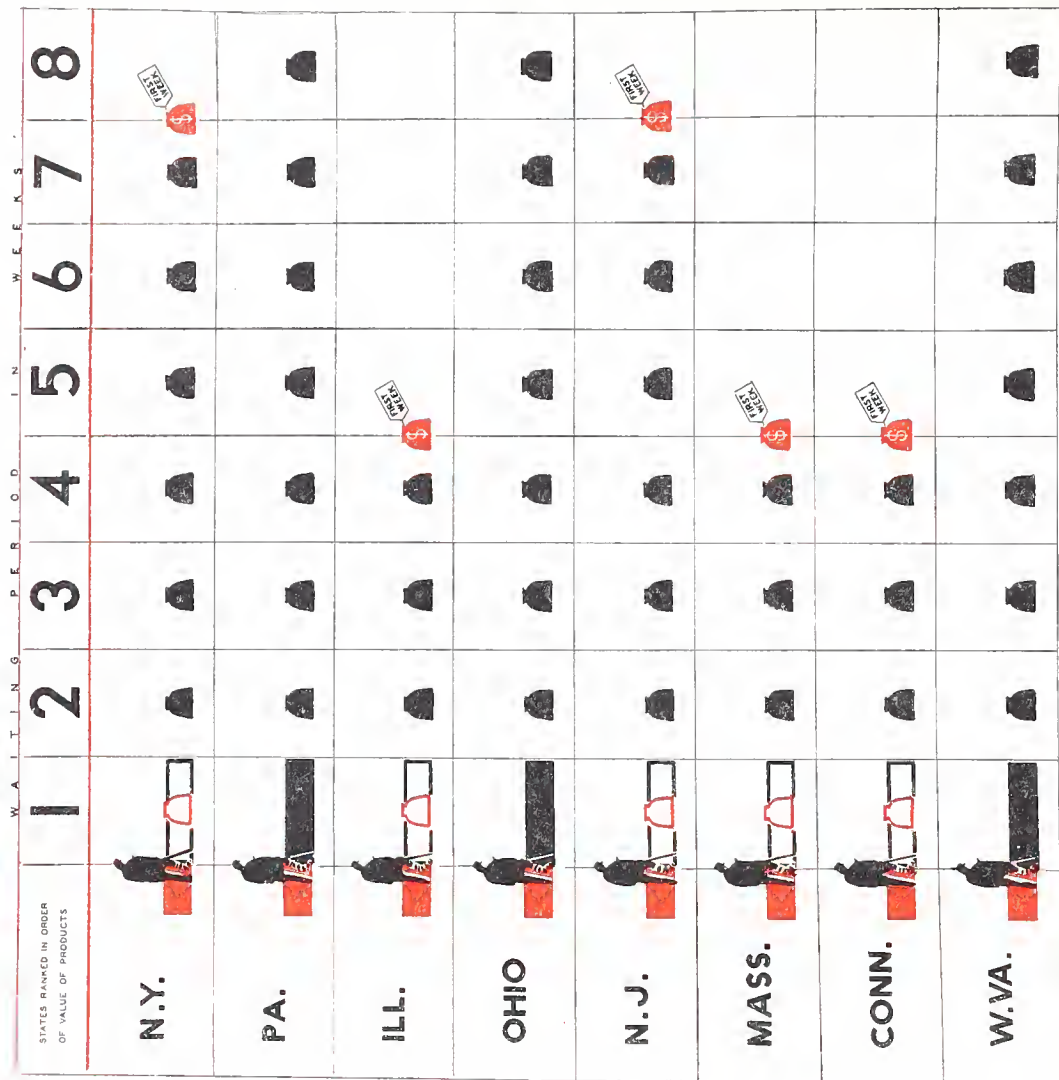 WAITING PERIOD IN WEEKS
STATES RANKED IN ORDER
OF VALUE OF PRODUCTS
1 2 3 4 5 6 7 8
N.Y.
$
FIRST
WEEK
PA.
ILL.
$
FIRST
WEEK
OHIO
N.J.
$
FIRST
WEEK
MASS.
$
FIRST
WEEK
CONN.
$
FIRST
WEEK
W.VA.